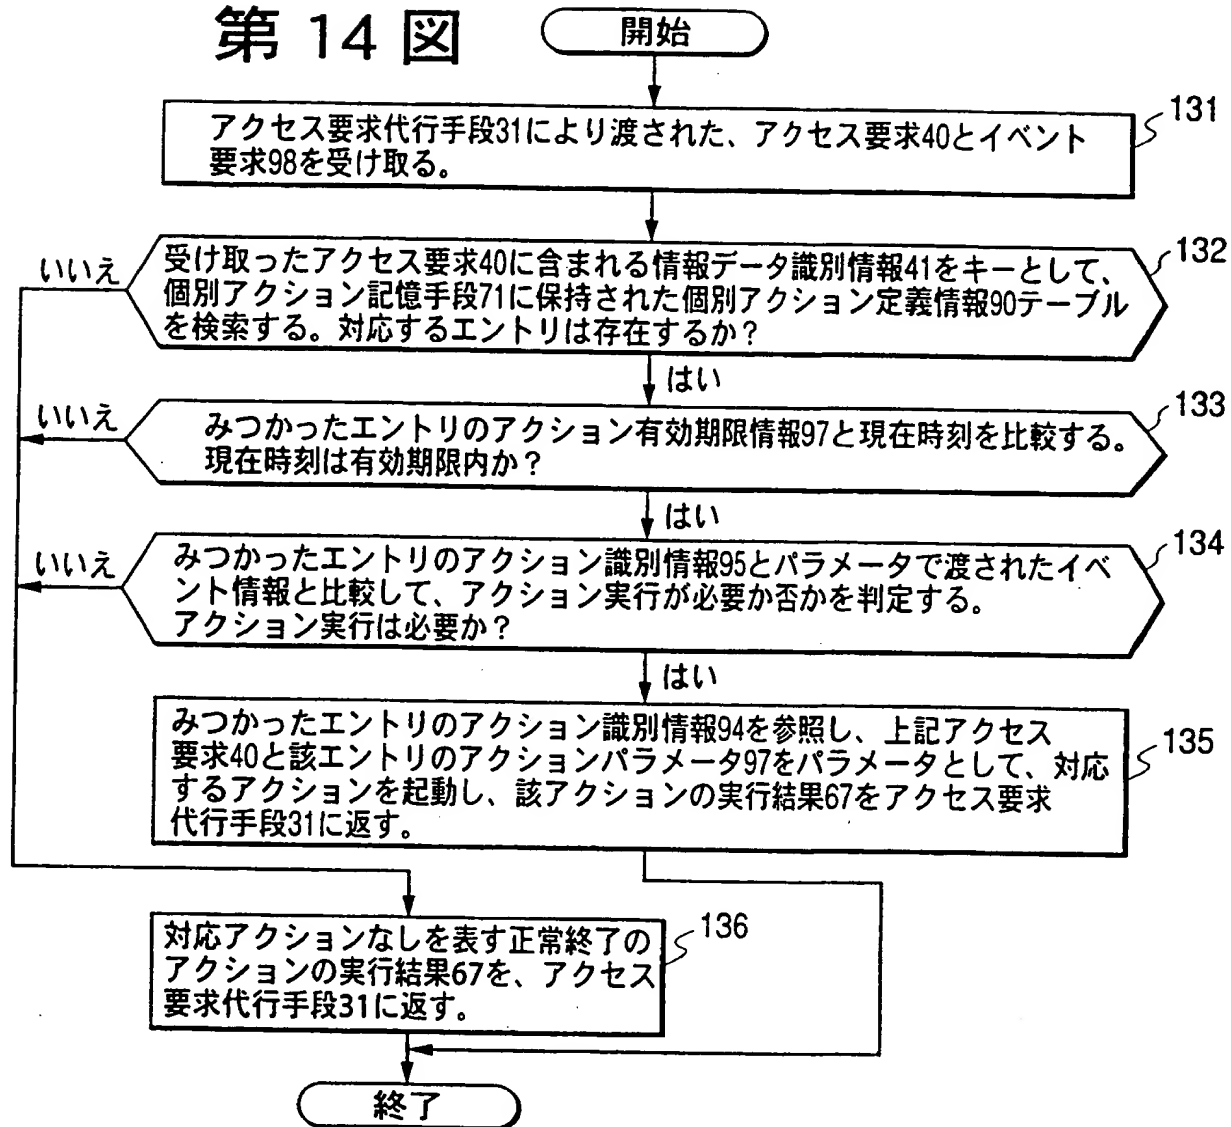 第14図
開始
131
アクセス要求代行手段31により渡された、アクセス要求40とイベント
要求98を受け取る。
132
いいえ
受け取ったアクセス要求40に含まれる情報データ識別情報41をキーとして、
個別アクション記憶手段71に保持された個別アクション定義情報90テーブル
を検索する。対応するエントリは存在するか?
はい
133
いいえ
みつかったエントリのアクション有効期限情報97と現在時刻を比較する。
現在時刻は有効期限内か?
はい
134
いいえ
みつかったエントリのアクション識別情報95とパラメータで渡されたイベ
ント情報と比較して、アクション実行が必要か否かを判定する。
アクション実行は必要か?
はい
135
みつかったエントリのアクション識別情報94を参照し、上記アクセス
要求40と該エントリのアクションパラメータ97をパラメータとして、対応
するアクションを起動し、該アクションの実行結果67をアクセス要求
代行手段31に返す。
136
対応アクションなしを表す正常終了の
アクションの実行結果67を、アクセス
要求代行手段31に返す。
終了